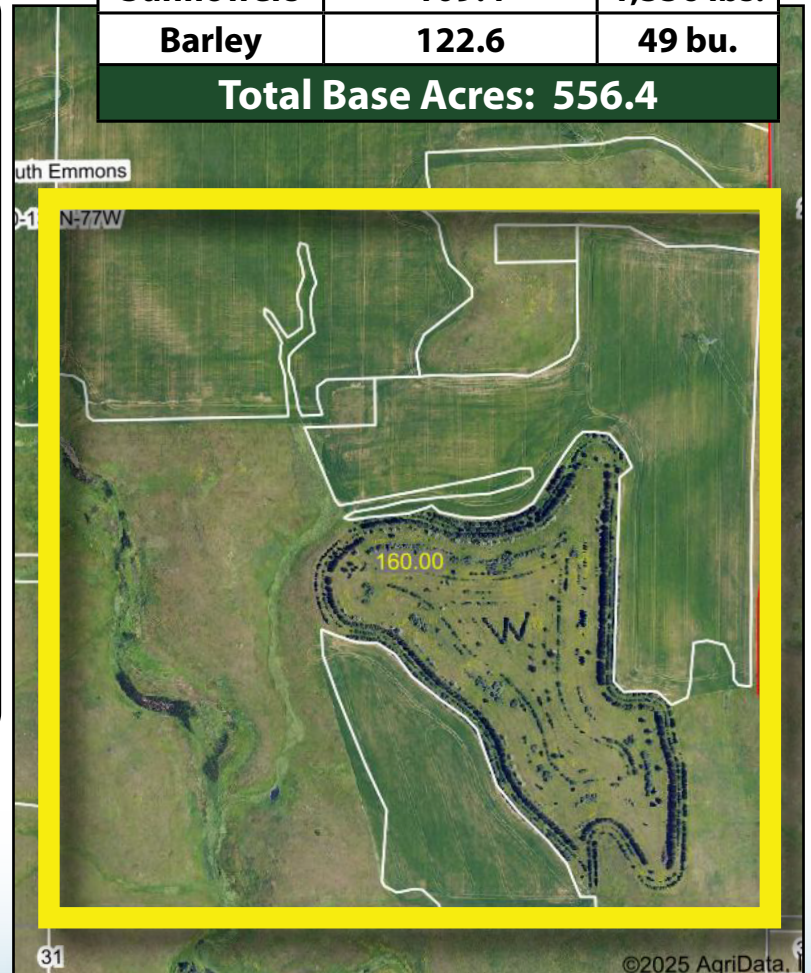 Barley 122.6 49 bu.
Total Base Acres: 556.4
uth Emmons
N-77W
160.00
W
31
©2025 AgriData,